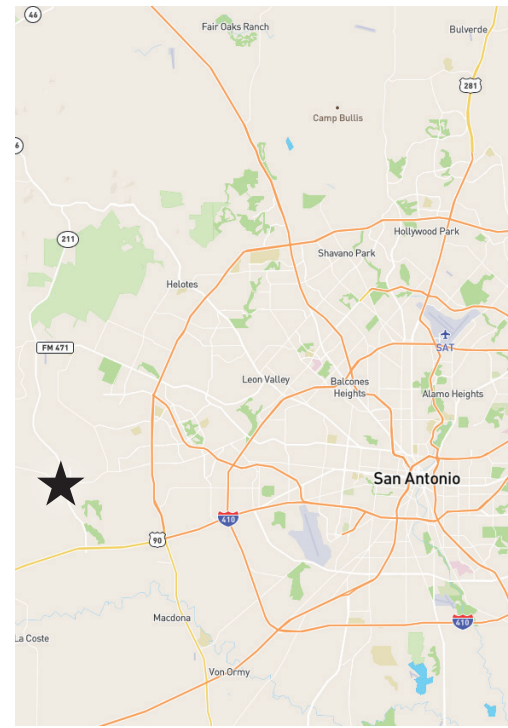 46
Fair Oaks Ranch
Bulverde
281
Camp Bullis
6
211
Hollywood Park
Shavano Park
Helotes
FM 471
SAT
Leon Valley
Balcones
Heights
Alamo Heights
San Antonio
410
90
Macdona
410
La Coste
Von Ormy